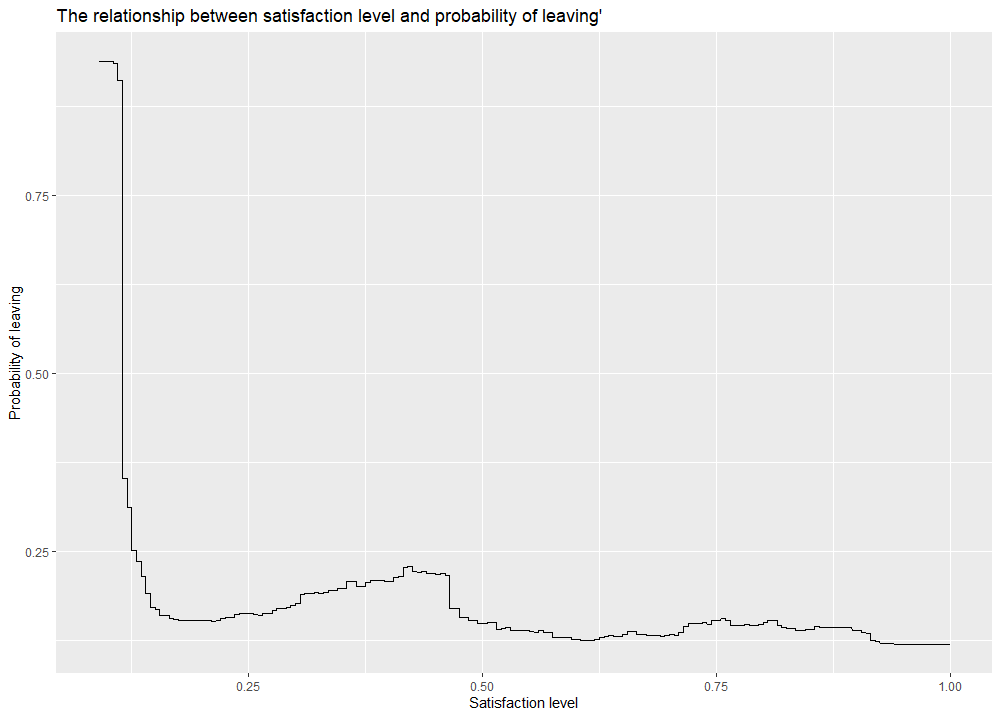 The relationship between satisfaction level and probability of leaving'
Probability of leaving
0.75
0.50
0.25
0.25
0.50
0.75
1.00
Satisfaction level